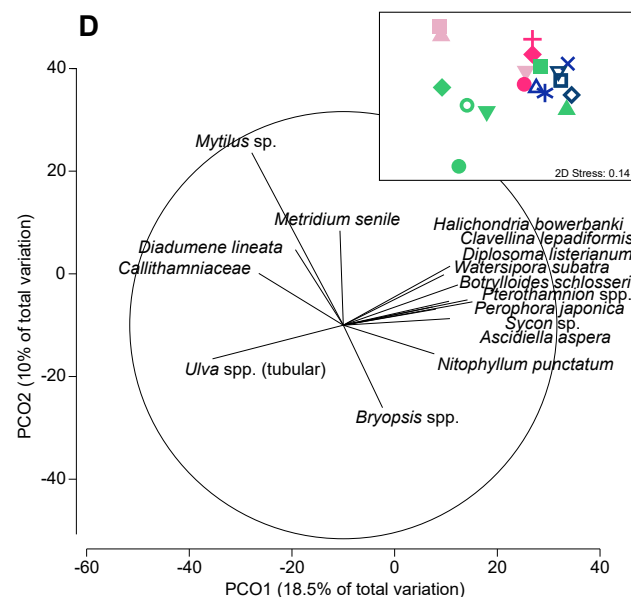 D
2D Stress: 0.14
40
20
0
-20
-40
PCO2 (10% of total variation)
Mytilus sp.
Metridium senile
Diadumene lineata
Callithamniaceae
Halichondria bowerbanki
Clavellina lepadiformis
Diplosoma listerianum
Watersipora subatra
Botrylloides schlosseri
Pterothamnion spp.
Perophora japonica
Sycon sp.
Ascidiella aspera
Nitophyllum punctatum
Ulva spp. (tubular)
Bryopsis spp.
-60 -40 -20 0 20 40
PCO1 (18.5% of total variation)